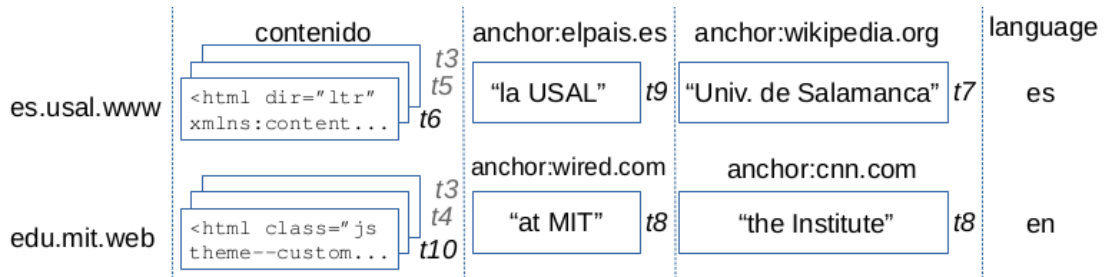 contenido
anchor:elpais.es
anchor:wikipedia.org
language
es.usal.www
t3
t5
t6
<html dir="ltr"
xmlns:content...
“la USAL”
t9
“Univ. de Salamanca”
t7
es
anchor:wired.com
anchor:cnn.com
edu.mit.web
t3
t4
t10
<html class="js
theme--custom...
“at MIT”
t8
“the Institute”
t8
en